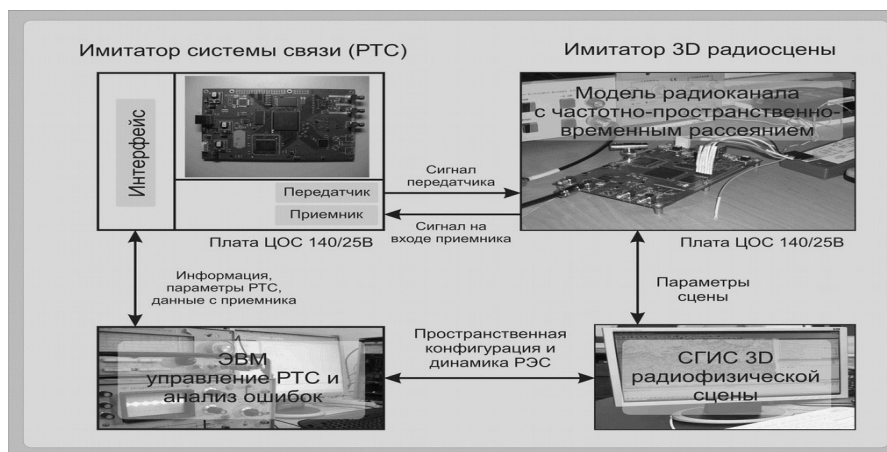 Имитатор системы связи (РТС)
Имитатор 3D радиосцены
Интерфейс
Передатчик
Приемник
Плата ЦОС 140/25В
Сигнал
передатчика
Сигнал на
входе приемника
Модель радиоканала
с частотно-пространственно-
временным рассеянием
Плата ЦОС 140/25В
Информация,
параметры РТС,
данные с приемника
Параметры
сцены
ЭВМ
управление РТС и
анализ ошибок
Пространственная
конфигурация и
динамика РЭС
СГИС 3D
радиофизической
сцены